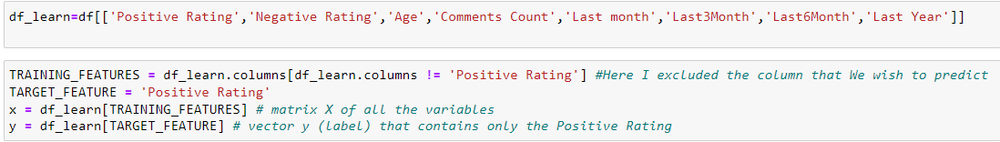 df_learn=df[['Positive Rating','Negative Rating','Age','Comments Count','Last month','Last3Month','Last6Month','Last Year']]
TRAINING_FEATURES = df_learn.columns[df_learn.columns != 'Positive Rating'] #Here I excluded the column that We wish to predict
TARGET_FEATURE = 'Positive Rating'
x = df_learn[TRAINING_FEATURES] # matrix X of all the variables
y = df_learn[TARGET_FEATURE] # vector y (label) that contains only the Positive Rating